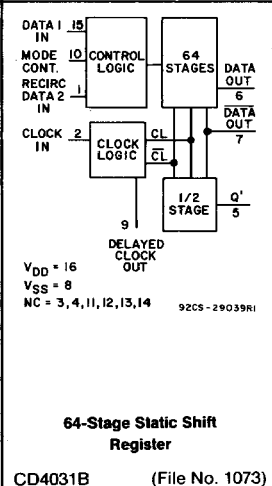 DATA 1 15
IN
MODE 10
CONT.
RECIRC 1
DATA 2
IN
CONTROL
LOGIC
64
STAGES
DATA
OUT
6
DATA
OUT
7
CLOCK 2
IN
CLOCK
LOGIC
CL
CL
1/2
STAGE
Q'
5
9
DELAYED
CLOCK
OUT
VDD = 16
VSS = 8
NC = 3,4,11,12,13,14
92CS-29039R1
64-Stage Static Shift
Register
CD4031B (File No. 1073)